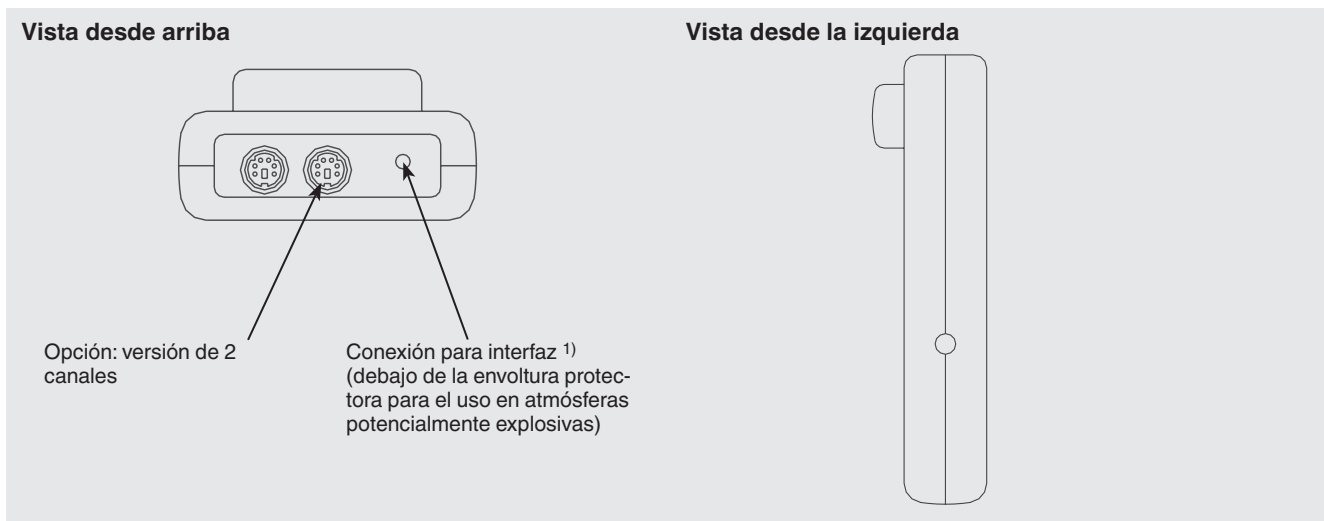 Vista desde arriba
Vista desde la izquierda
Opción: versión de 2
canales
Conexión para interfaz 1)
(debajo de la envoltura protec-
tora para el uso en atmósferas
potencialmente explosivas)